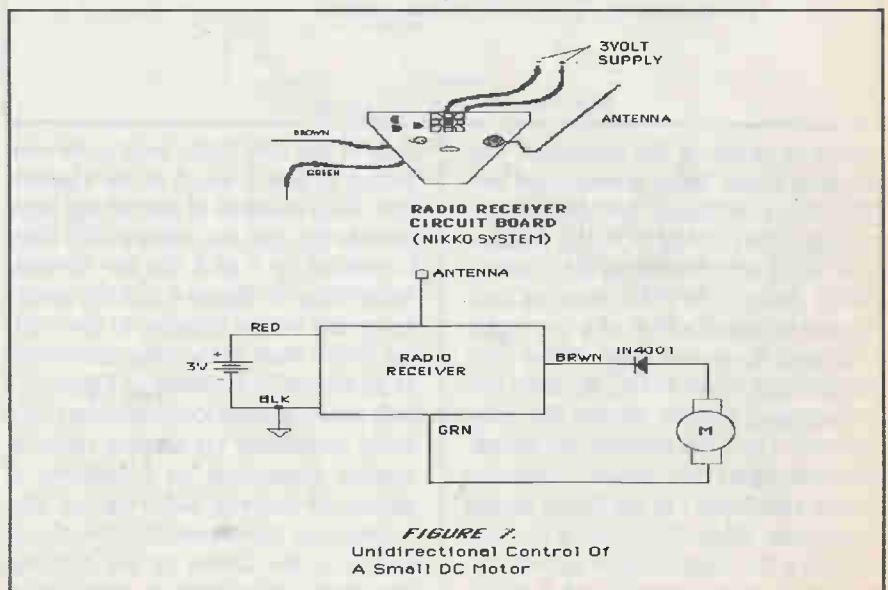 3VOLT
SUPPLY
ANTENNA
BROWN
GREEN
RADIO RECEIVER
CIRCUIT BOARD
(NIKKO SYSTEM)
ANTENNA
RED
3V
+
-
BLK
RADIO
RECEIVER
BRWN
IN4001
M
GRN
FIGURE 7.
Unidirectional Control Of
A Small DC Motor